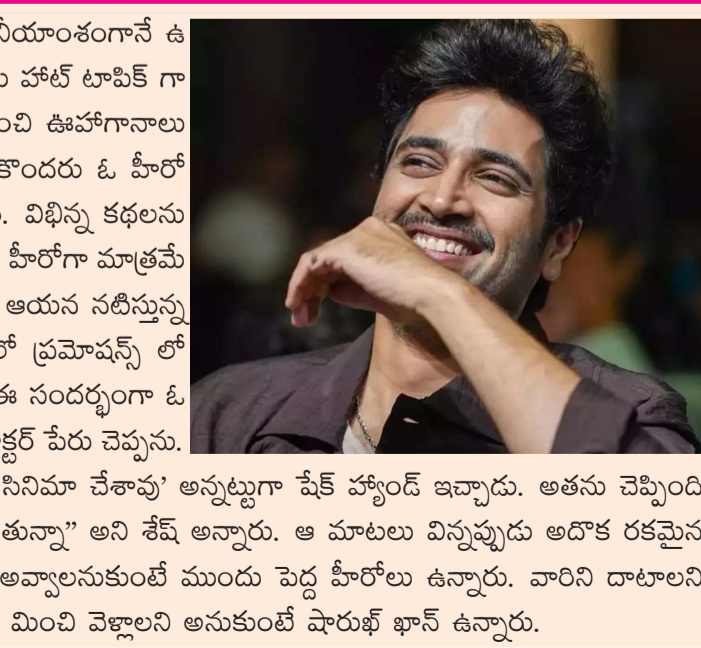 నీయాంశంగానే ఉ
హాట్ టాపిక్ గా
ంచి ఊహాగానాలు
కొందరు ఓ హీరో
విభిన్న కథలను
హీరోగా మాత్రమే
ఆయన నటిస్తున్న
లో ప్రమోషన్స్ లో
ఈ సందర్భంగా ఓ
క్టర్ పేరు చెప్పను.
సినిమా చేశావు' అన్నట్టుగా షేక్ హ్యాండ్ ఇచ్చాడు. అతను చెప్పింది
తున్నా" అని శేష్ అన్నారు. ఆ మాటలు విన్నప్పుడు అదొక రకమైన
అవ్వాలనుకుంటే ముందు పెద్ద హీరోలు ఉన్నారు. వారిని దాటాలని
మించి వెళ్లాలని అనుకుంటే షారుఖ్ ఖాన్ ఉన్నారు.